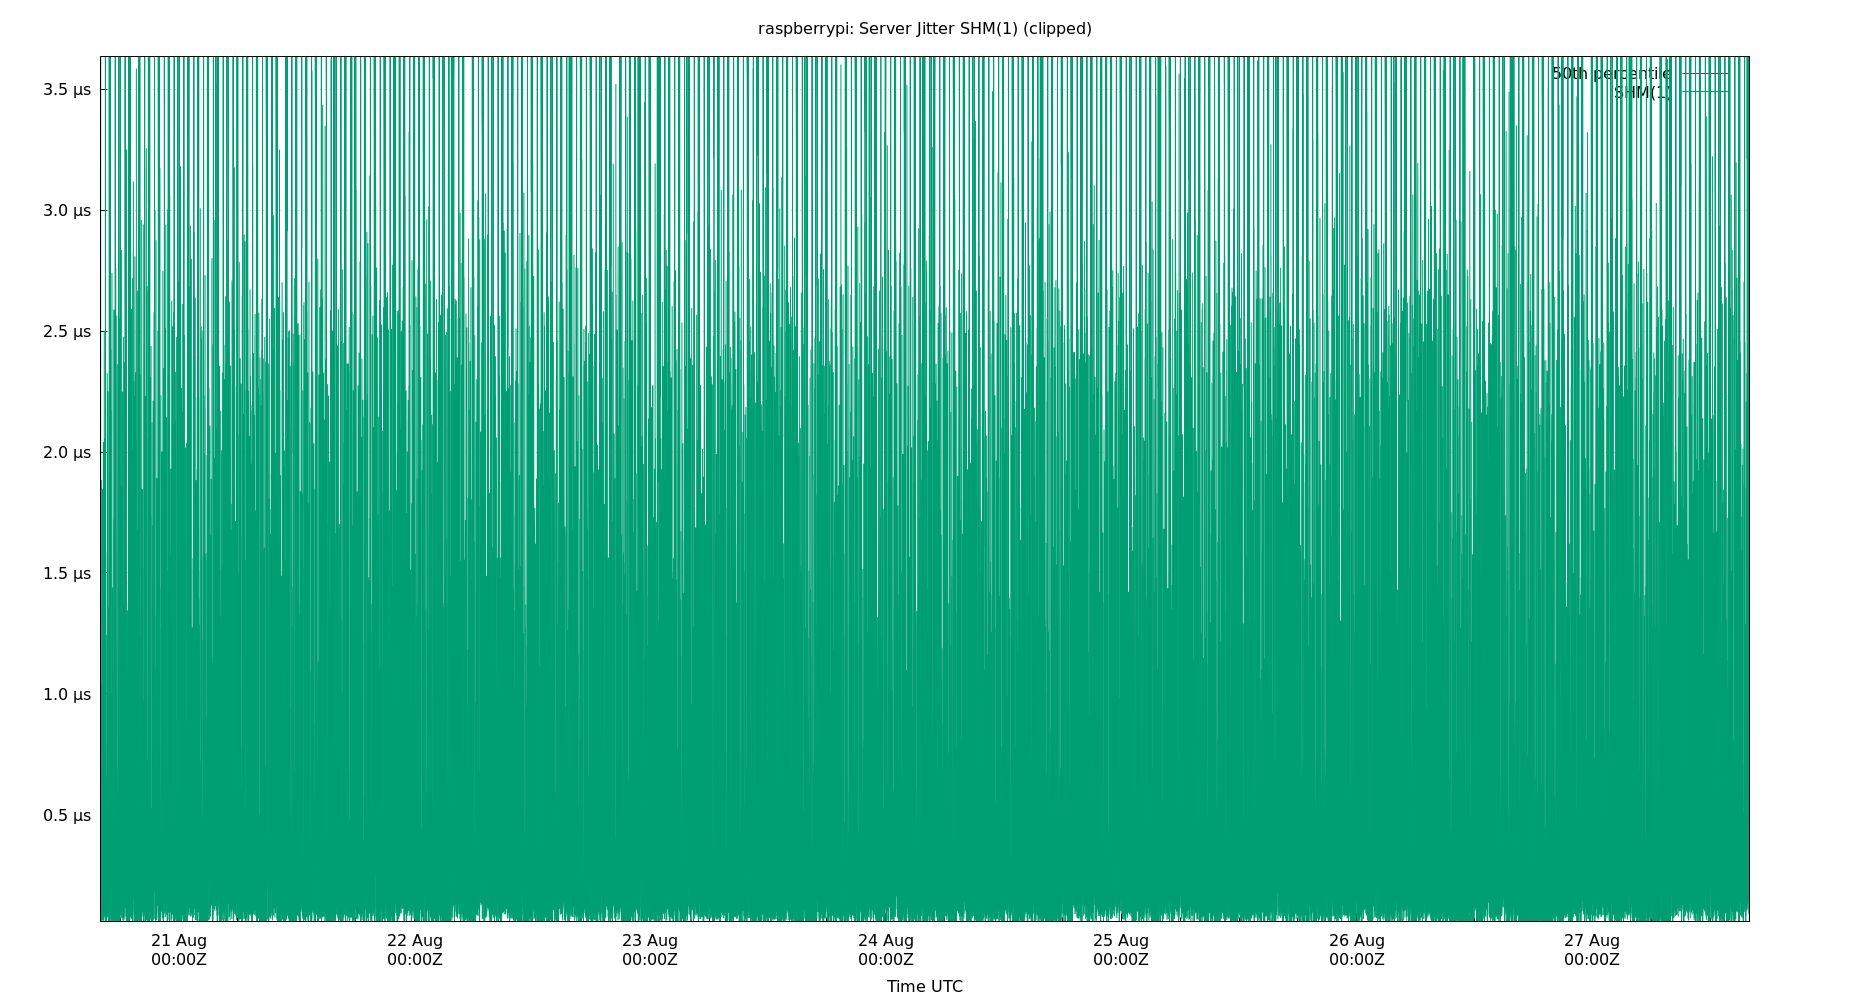 raspberrypi: Server Jitter SHM(1) (clipped)
50th percentile
SHM(1)
3.5 µs
3.0 µs
2.5 µs
2.0 µs
1.5 µs
1.0 µs
0.5 µs
21 Aug 22 Aug 23 Aug 24 Aug 25 Aug 26 Aug 27 Aug
00:00Z 00:00Z 00:00Z 00:00Z 00:00Z 00:00Z 00:00Z
Time UTC